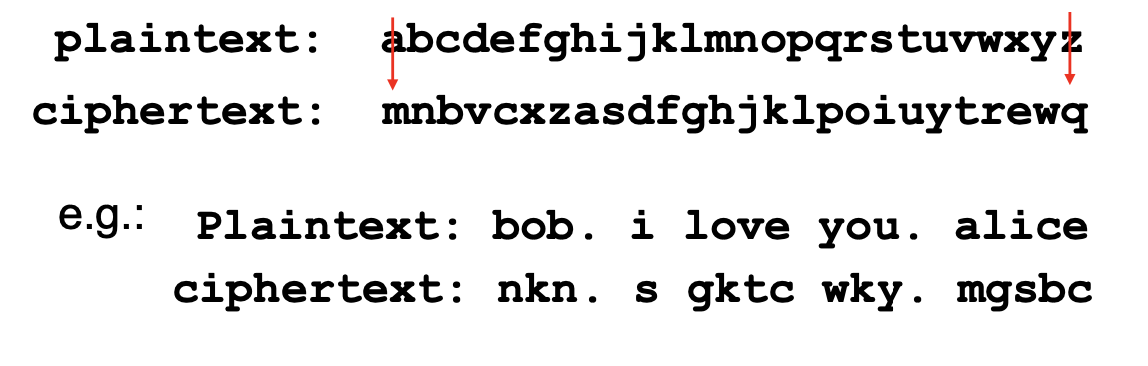 plaintext: abcdefghijklmnopqrstuvwxyz
ciphertext: mnbvcxzasdfghjklpoiuytrewq
e.g.: Plaintext: bob. i love you. alice
ciphertext: nkn. s gktc wky. mgsbc